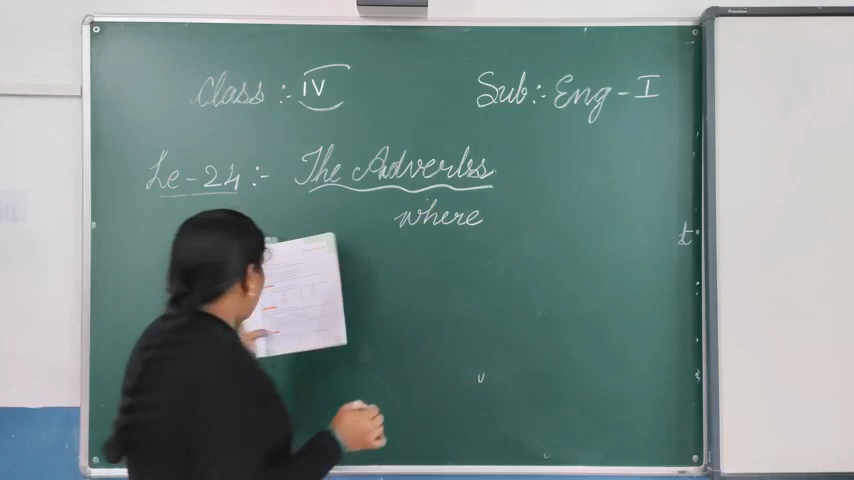 Class :- IV
Sub:- Eng - I
Le - 24 :- The Adverbs
where
t